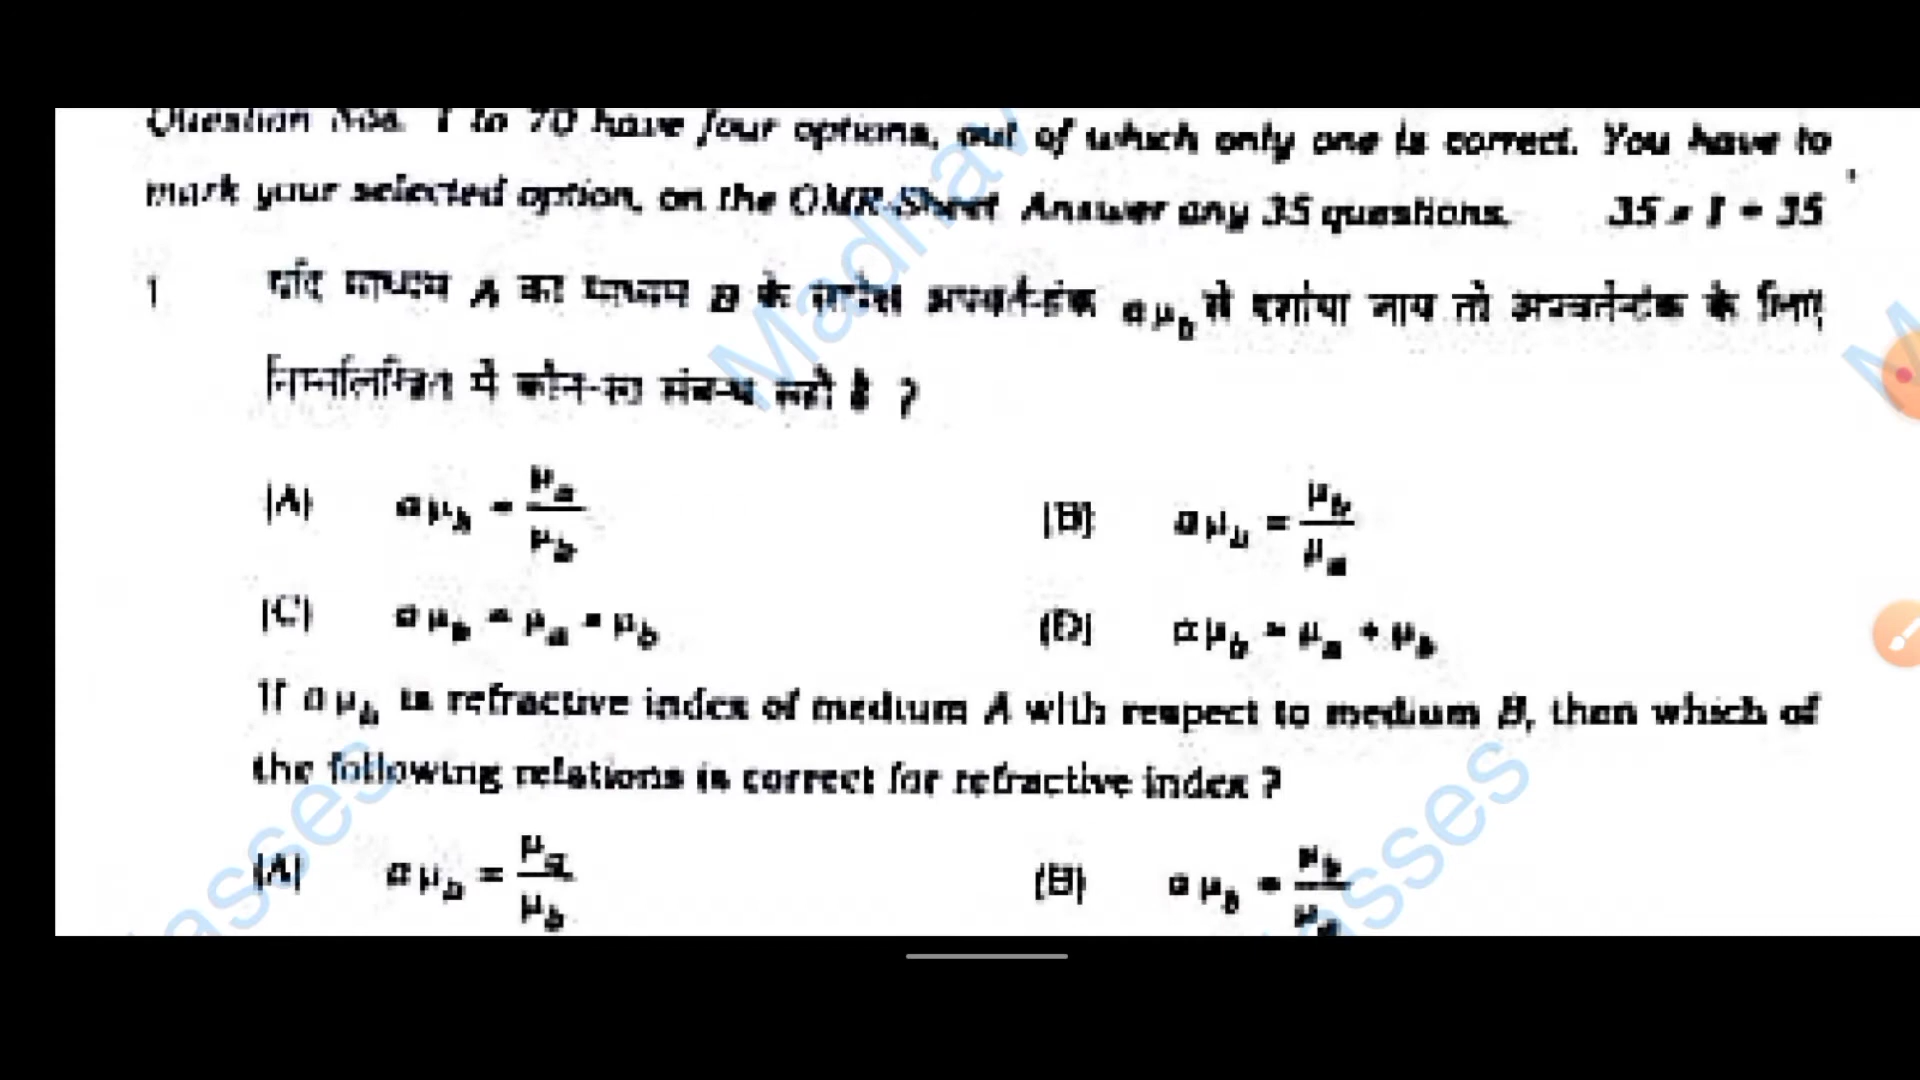 Question Nos. 1 to 70 have four options, out of which only one is correct. You have to
mark your selected option, on the OMR-Sheet Answer any 35 questions. 35 × 1 = 35
1 यदि माध्यम A का माध्यम B के सापेक्ष अपवर्तनांक aμb से दर्शाया जाय तो अपवर्तनांक के लिए
निम्नलिखित में कौन-सा संबन्ध सही है ?
(A) aμb = μa/μb (B) aμb = μb/μa
(C) aμb = μa × μb (D) aμb = μa + μb
If aμb is refractive index of medium A with respect to medium B, then which of
the following relations is correct for refractive index ?
(A) aμb = μa/μb (B) aμb = μb/μa
Madhav
asses
asses